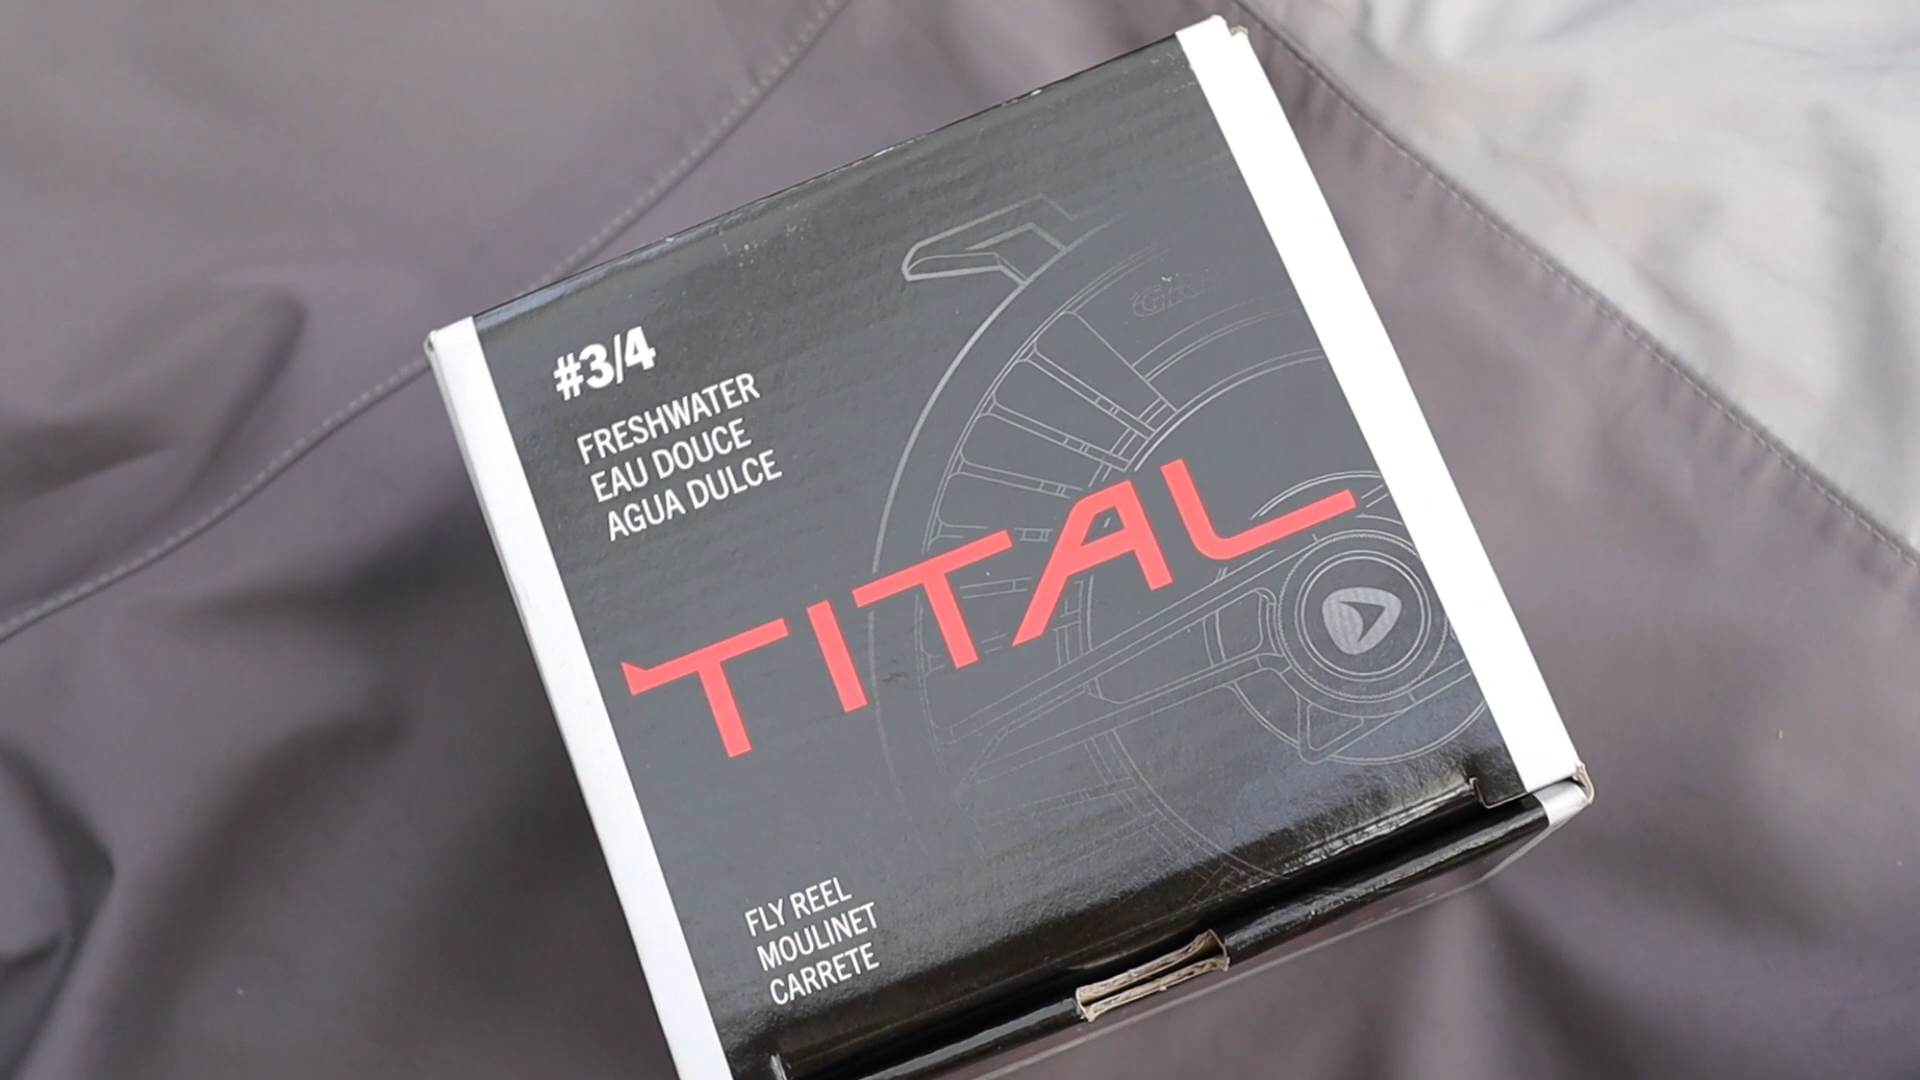 #3/4
FRESHWATER
EAU DOUCE
AGUA DULCE
TITAL
FLY REEL
MOULINET
CARRETE